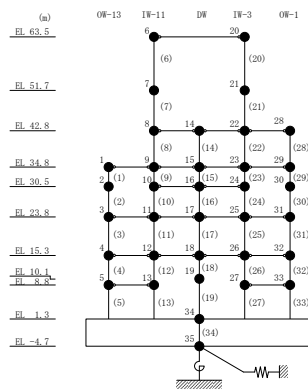 (m) OW-13 IW-11 DW IW-3 OW-1
EL 63.5 6 20
(6) (20)
EL 51.7 7 21
(7) (21)
EL 42.8 8 14 22 28
(8) (14) (22) (28)
EL 34.8 1 9 15 23 29
(1) (9) (15) (23) (29)
EL 30.5 2 10 16 24 30
(2) (10) (16) (24) (30)
EL 23.8 3 11 17 25 31
(3) (11) (17) (25) (31)
EL 15.3 4 12 18 26 32
(4) (12) (18) (26) (32)
EL 10.1 19
EL 8.8 5 13 27 33
(5) (13) (19) (27) (33)
EL 1.3 34
(34)
EL -4.7 35